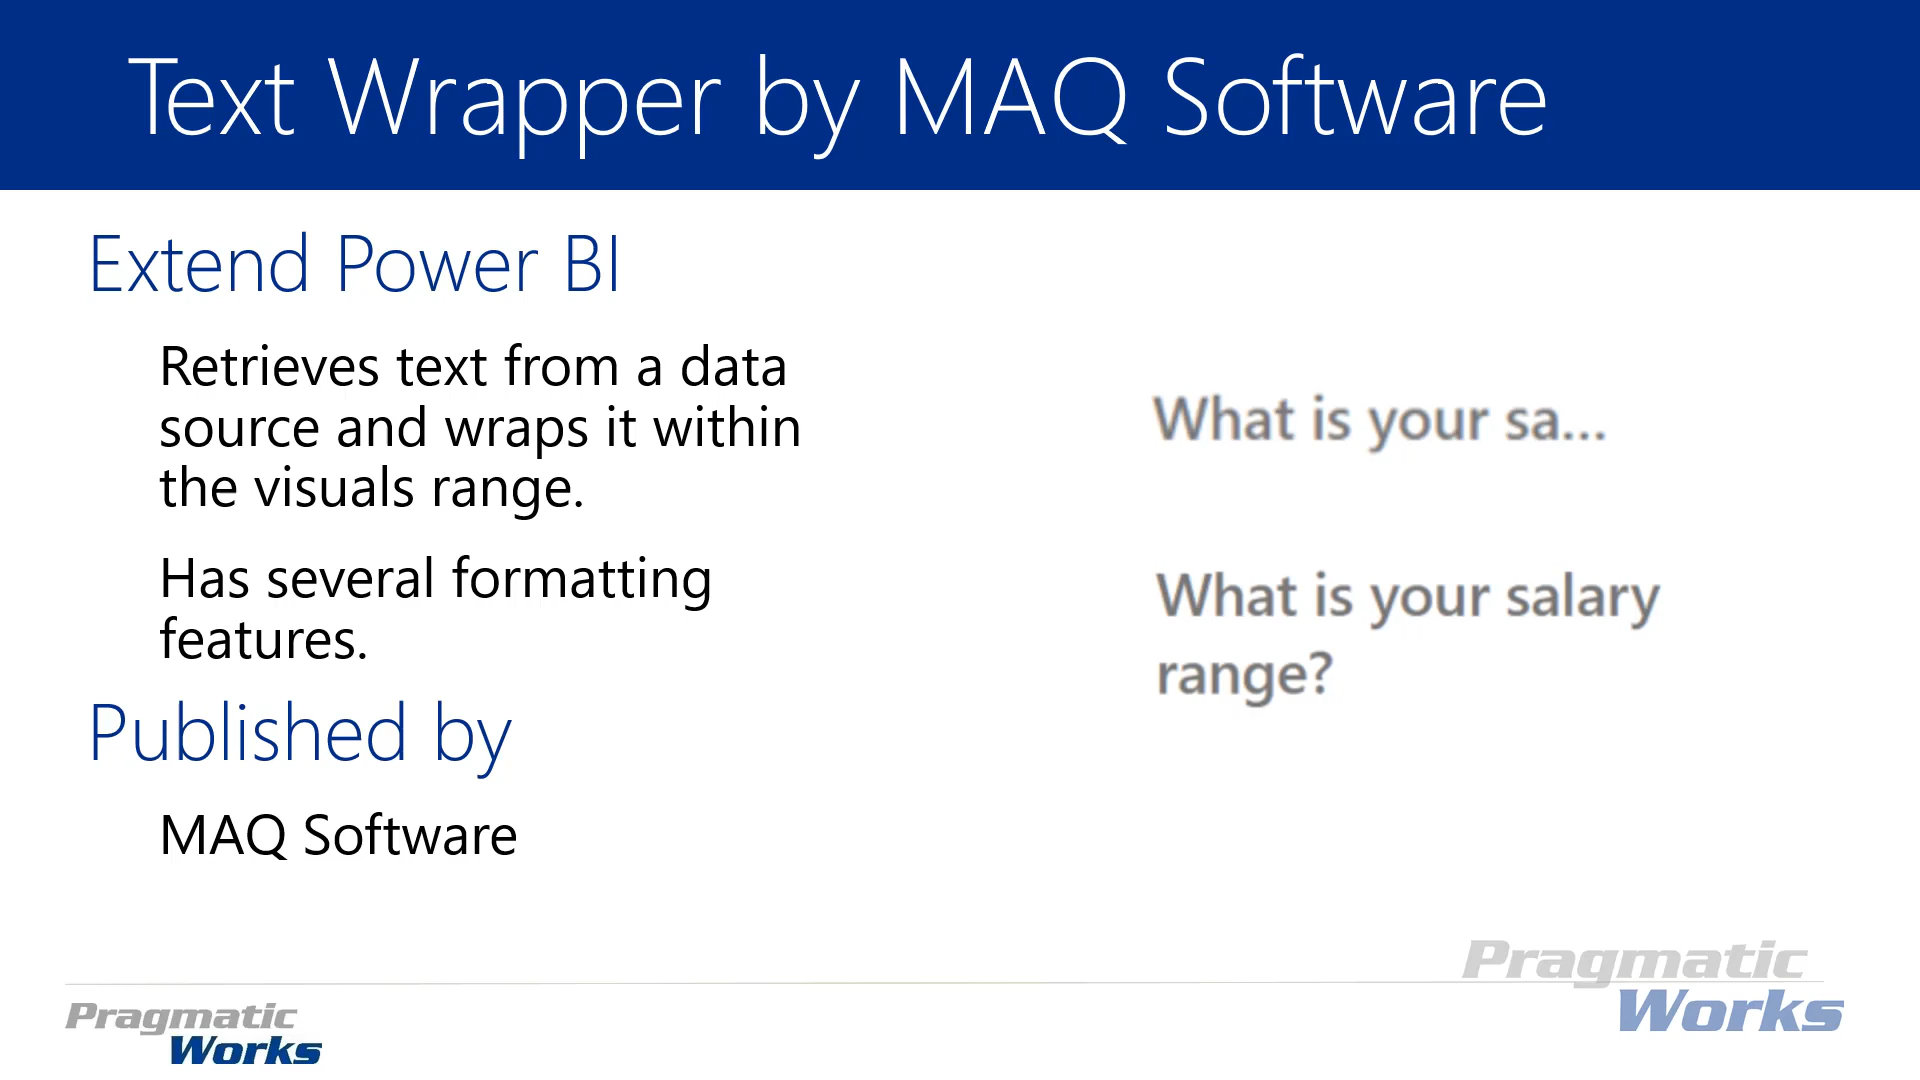 Text Wrapper by MAQ Software
Extend Power BI
Retrieves text from a data
source and wraps it within
the visuals range.
Has several formatting
features.
Published by
MAQ Software
What is your sa...
What is your salary
range?
Pragmatic
Works
Pragmatic
Works